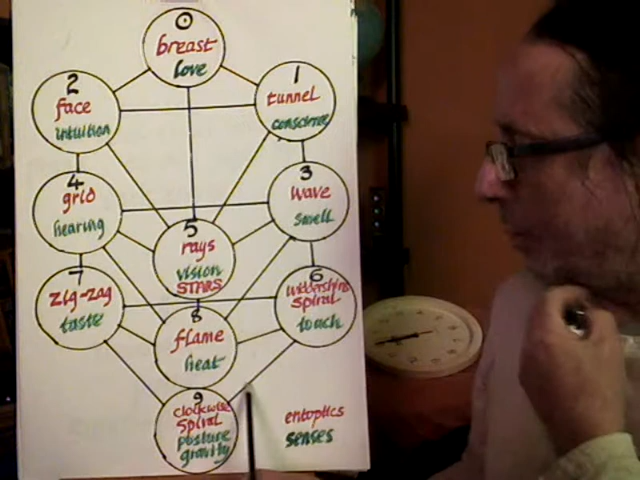 0
breast
love
1
tunnel
2
face
intuition
3
wave
smell
4
grid
hearing
5
rays
vision
STARS
6
widdershins
spiral
touch
7
zig-zag
taste
8
flame
heat
9
clockwise
spiral
posture
gravity
entoptics
senses